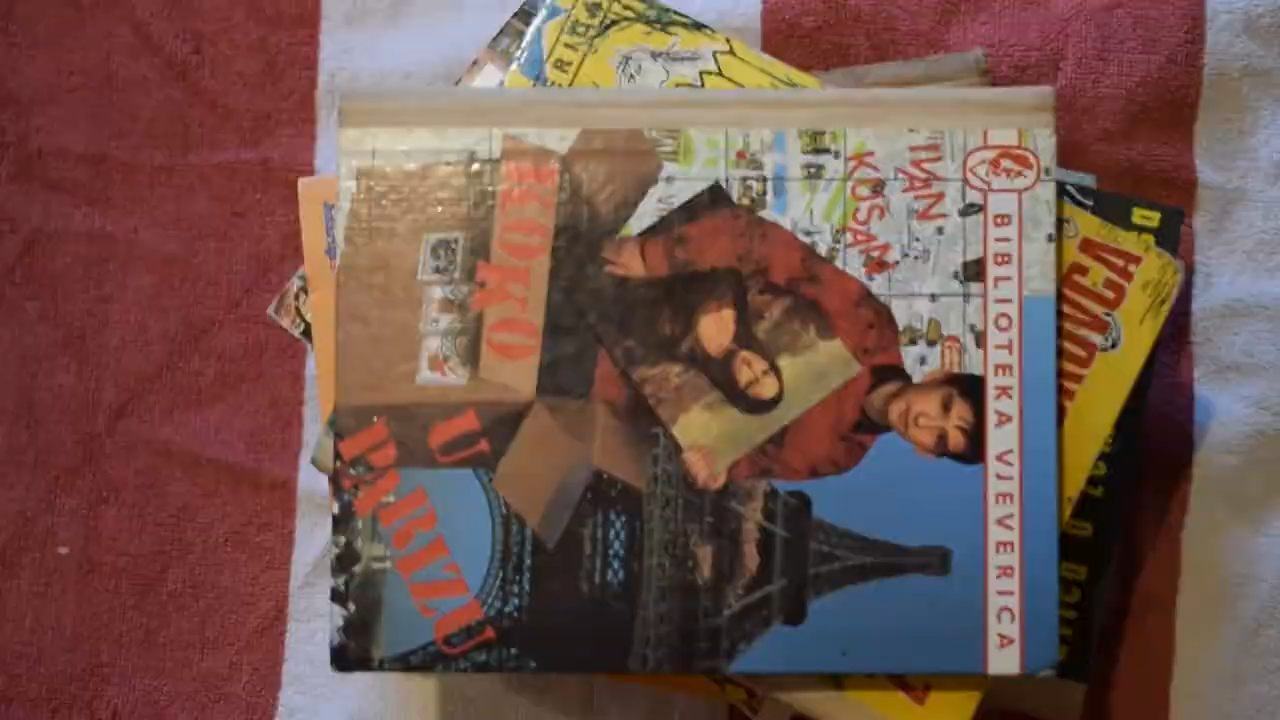 BIBLIOTEKA VJEVERICA
IVAN
KUŠAN
KOKO
U
PARIZU